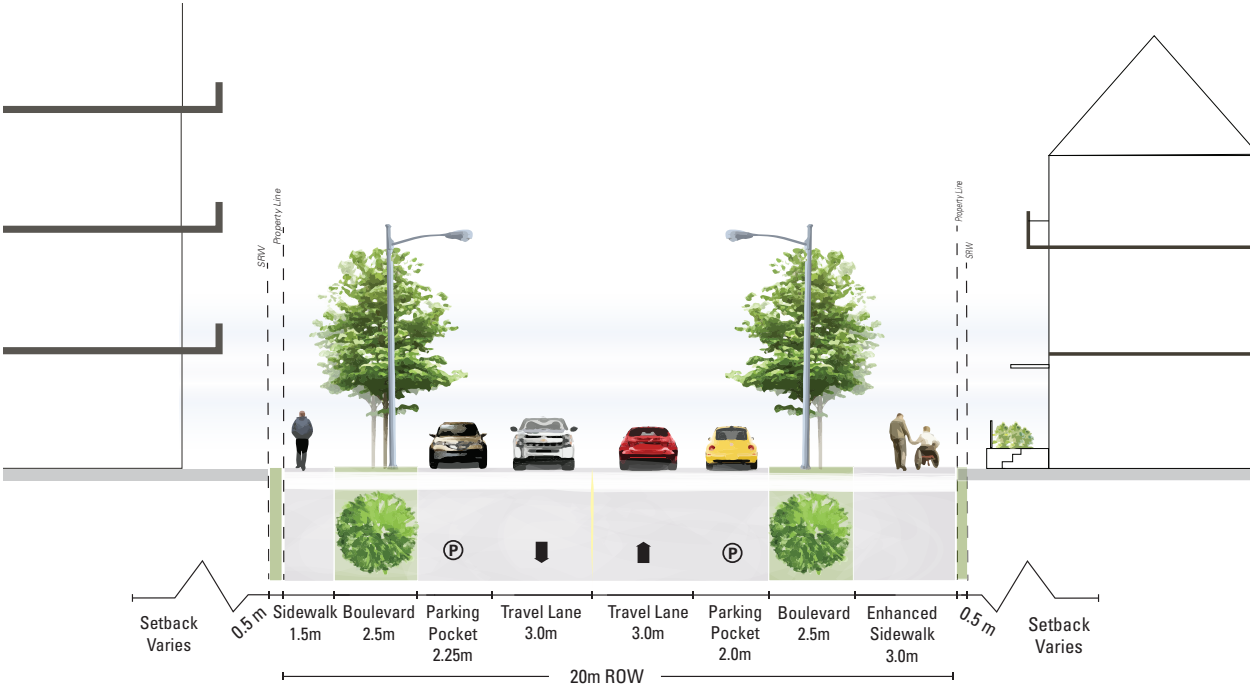 SRW
Property Line
Property Line
SRW
P
P
Setback
Varies
0.5 m
Sidewalk
1.5m
Boulevard
2.5m
Parking
Pocket
2.25m
Travel Lane
3.0m
Travel Lane
3.0m
Parking
Pocket
2.0m
Boulevard
2.5m
Enhanced
Sidewalk
3.0m
0.5 m
Setback
Varies
20m ROW